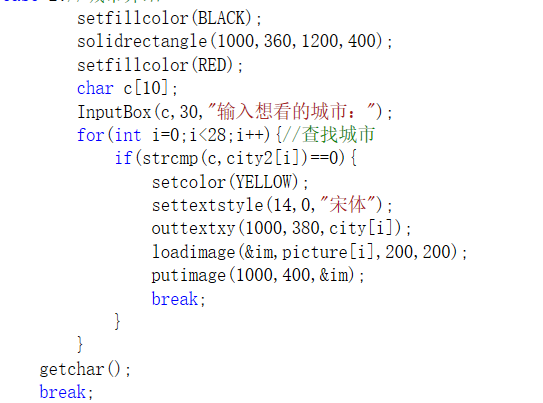 setfillcolor(BLACK);
solidrectangle(1000,360,1200,400);
setfillcolor(RED);
char c[10];
InputBox(c,30,"输入想看的城市：");
for(int i=0;i<28;i++){//查找城市
if(strcmp(c,city2[i])==0){
setcolor(YELLOW);
settextstyle(14,0,"宋体");
outtextxy(1000,380,city[i]);
loadimage(&im,picture[i],200,200);
putimage(1000,400,&im);
break;
}
}
getchar();
break;